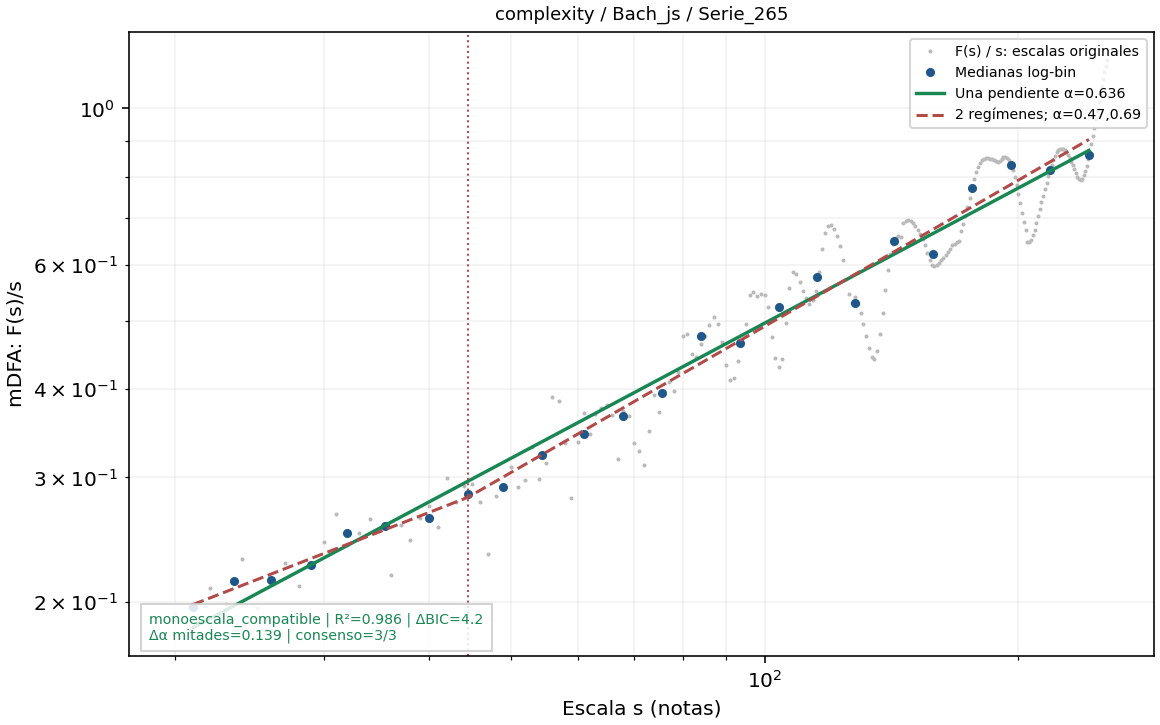 complexity / Bach_js / Serie_265
F(s) / s: escalas originales
Medianas log-bin
Una pendiente α=0.636
2 regímenes; α=0.47,0.69
10⁰
6 × 10⁻¹
4 × 10⁻¹
3 × 10⁻¹
2 × 10⁻¹
mDFA: F(s)/s
monoescala_compatible | R²=0.986 | ΔBIC=4.2
Δα mitades=0.139 | consenso=3/3
10²
Escala s (notas)